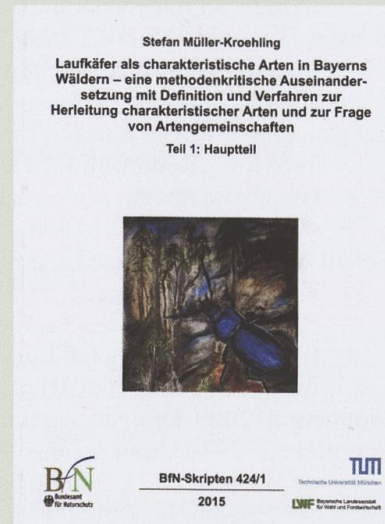 Stefan Müller-Kroehling
Laufkäfer als charakteristische Arten in Bayerns
Wäldern – eine methodenkritische Auseinander-
setzung mit Definition und Verfahren zur
Herleitung charakteristischer Arten und zur Frage
von Artengemeinschaften
Teil 1: Hauptteil
BfN
Bundesamt
für Naturschutz
BfN-Skripten 424/1
2015
TUM
Technische Universität München
LWF Bayerische Landesanstalt
für Wald und Forstwirtschaft